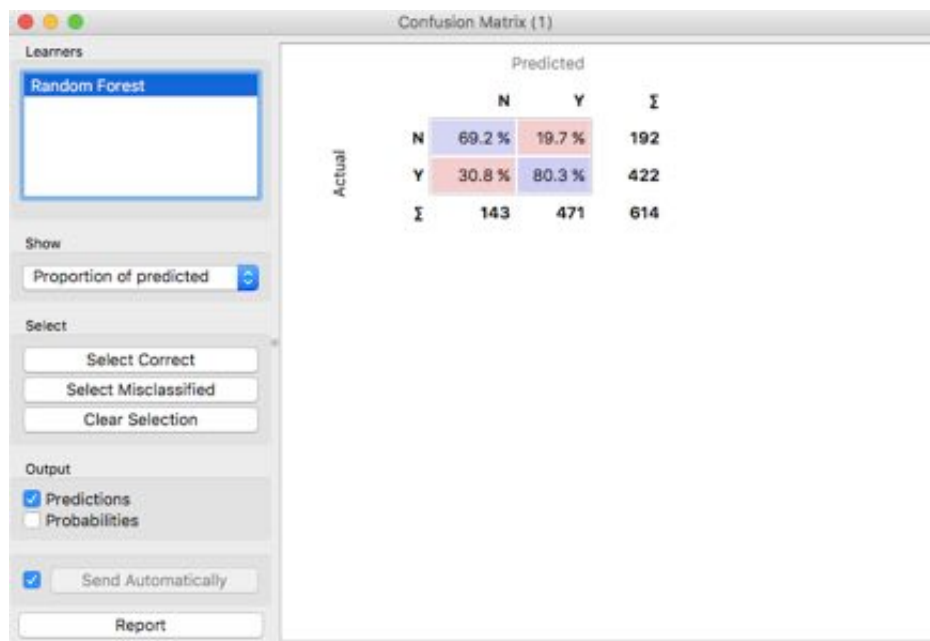 Confusion Matrix (1)
Learners
Random Forest
Show
Proportion of predicted
Select
Select Correct
Select Misclassified
Clear Selection
Output
Predictions
Probabilities
Send Automatically
Report
Predicted
N Y Σ
Actual
N 69.2 % 19.7 % 192
Y 30.8 % 80.3 % 422
Σ 143 471 614